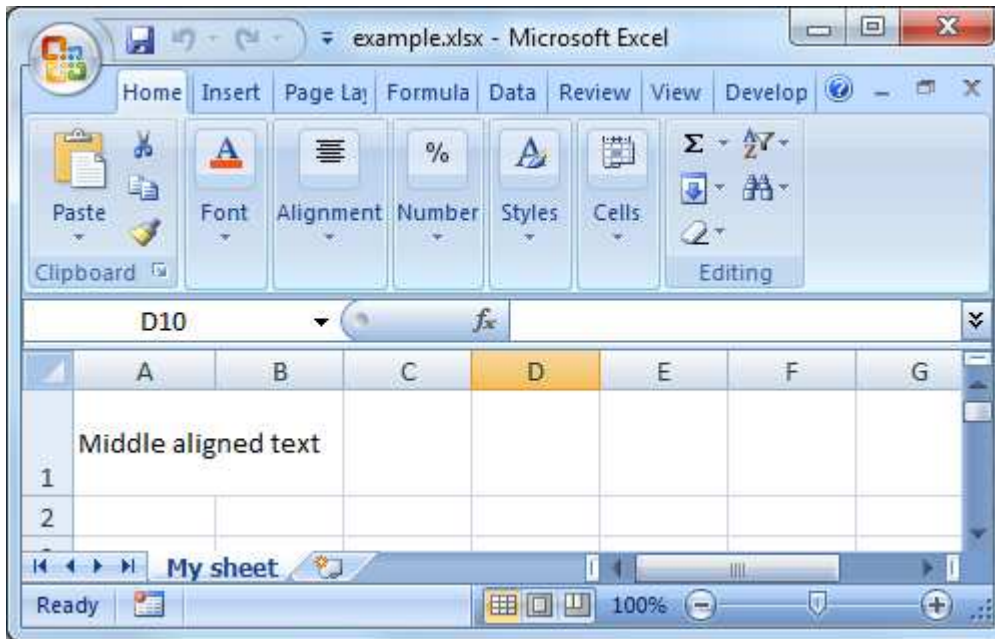 example.xlsx - Microsoft Excel
Home Insert Page Lay Formula Data Review View Develop
Paste Font Alignment Number Styles Cells
Clipboard Editing
D10 fx
A B C D E F G
Middle aligned text
1
2
My sheet
Ready 100%